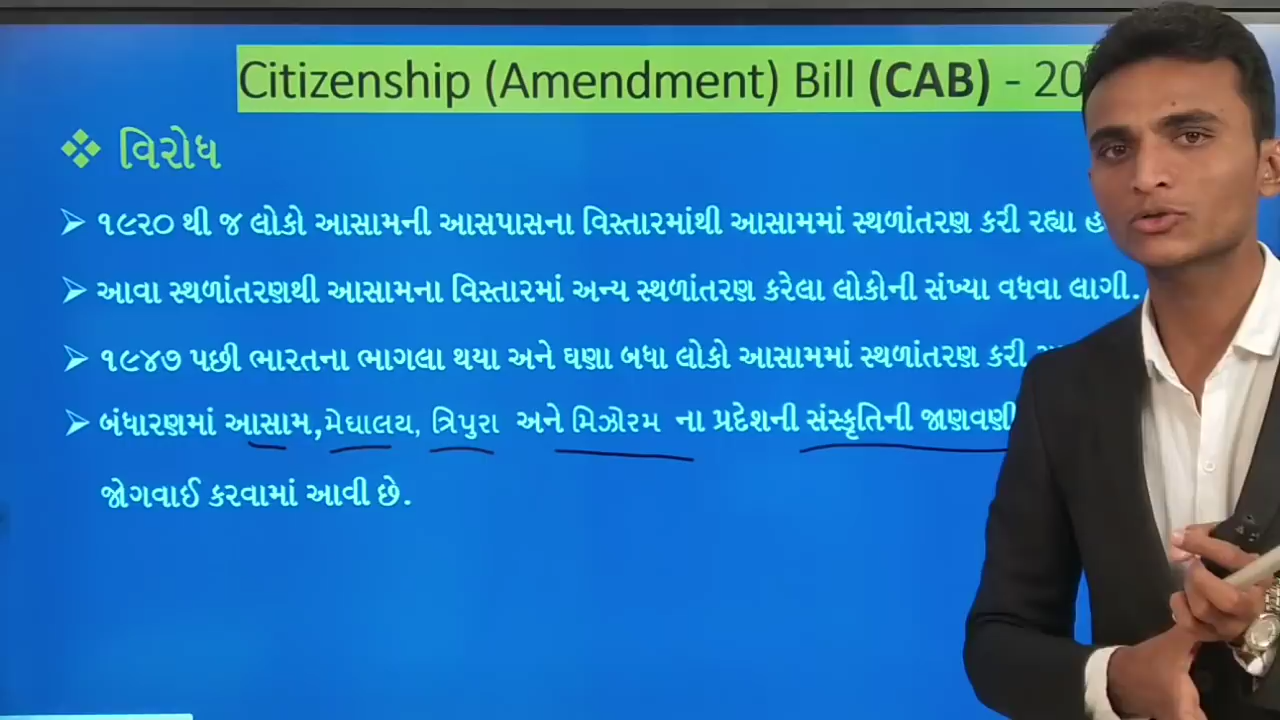 Citizenship (Amendment) Bill (CAB) - 20
વિરોધ
૧૯૨૦ થી જ લોકો આસામની આસપાસના વિસ્તારમાંથી આસામમાં સ્થળાંતરણ કરી રહ્યા
આવા સ્થળાંતરણથી આસામના વિસ્તારમાં અન્ય સ્થળાંતરણ કરેલા લોકોની સંખ્યા વધવા લાગી.
૧૯૪૭ પછી ભારતના ભાગલા થયા અને ઘણા બધા લોકો આસામમાં સ્થળાંતરણ કરી
બંધારણમાં આસામ,મેઘાલય, ત્રિપુરા અને મિઝોરમ ના પ્રદેશની સંસ્કૃતિની જાણવણી
જોગવાઈ કરવામાં આવી છે.